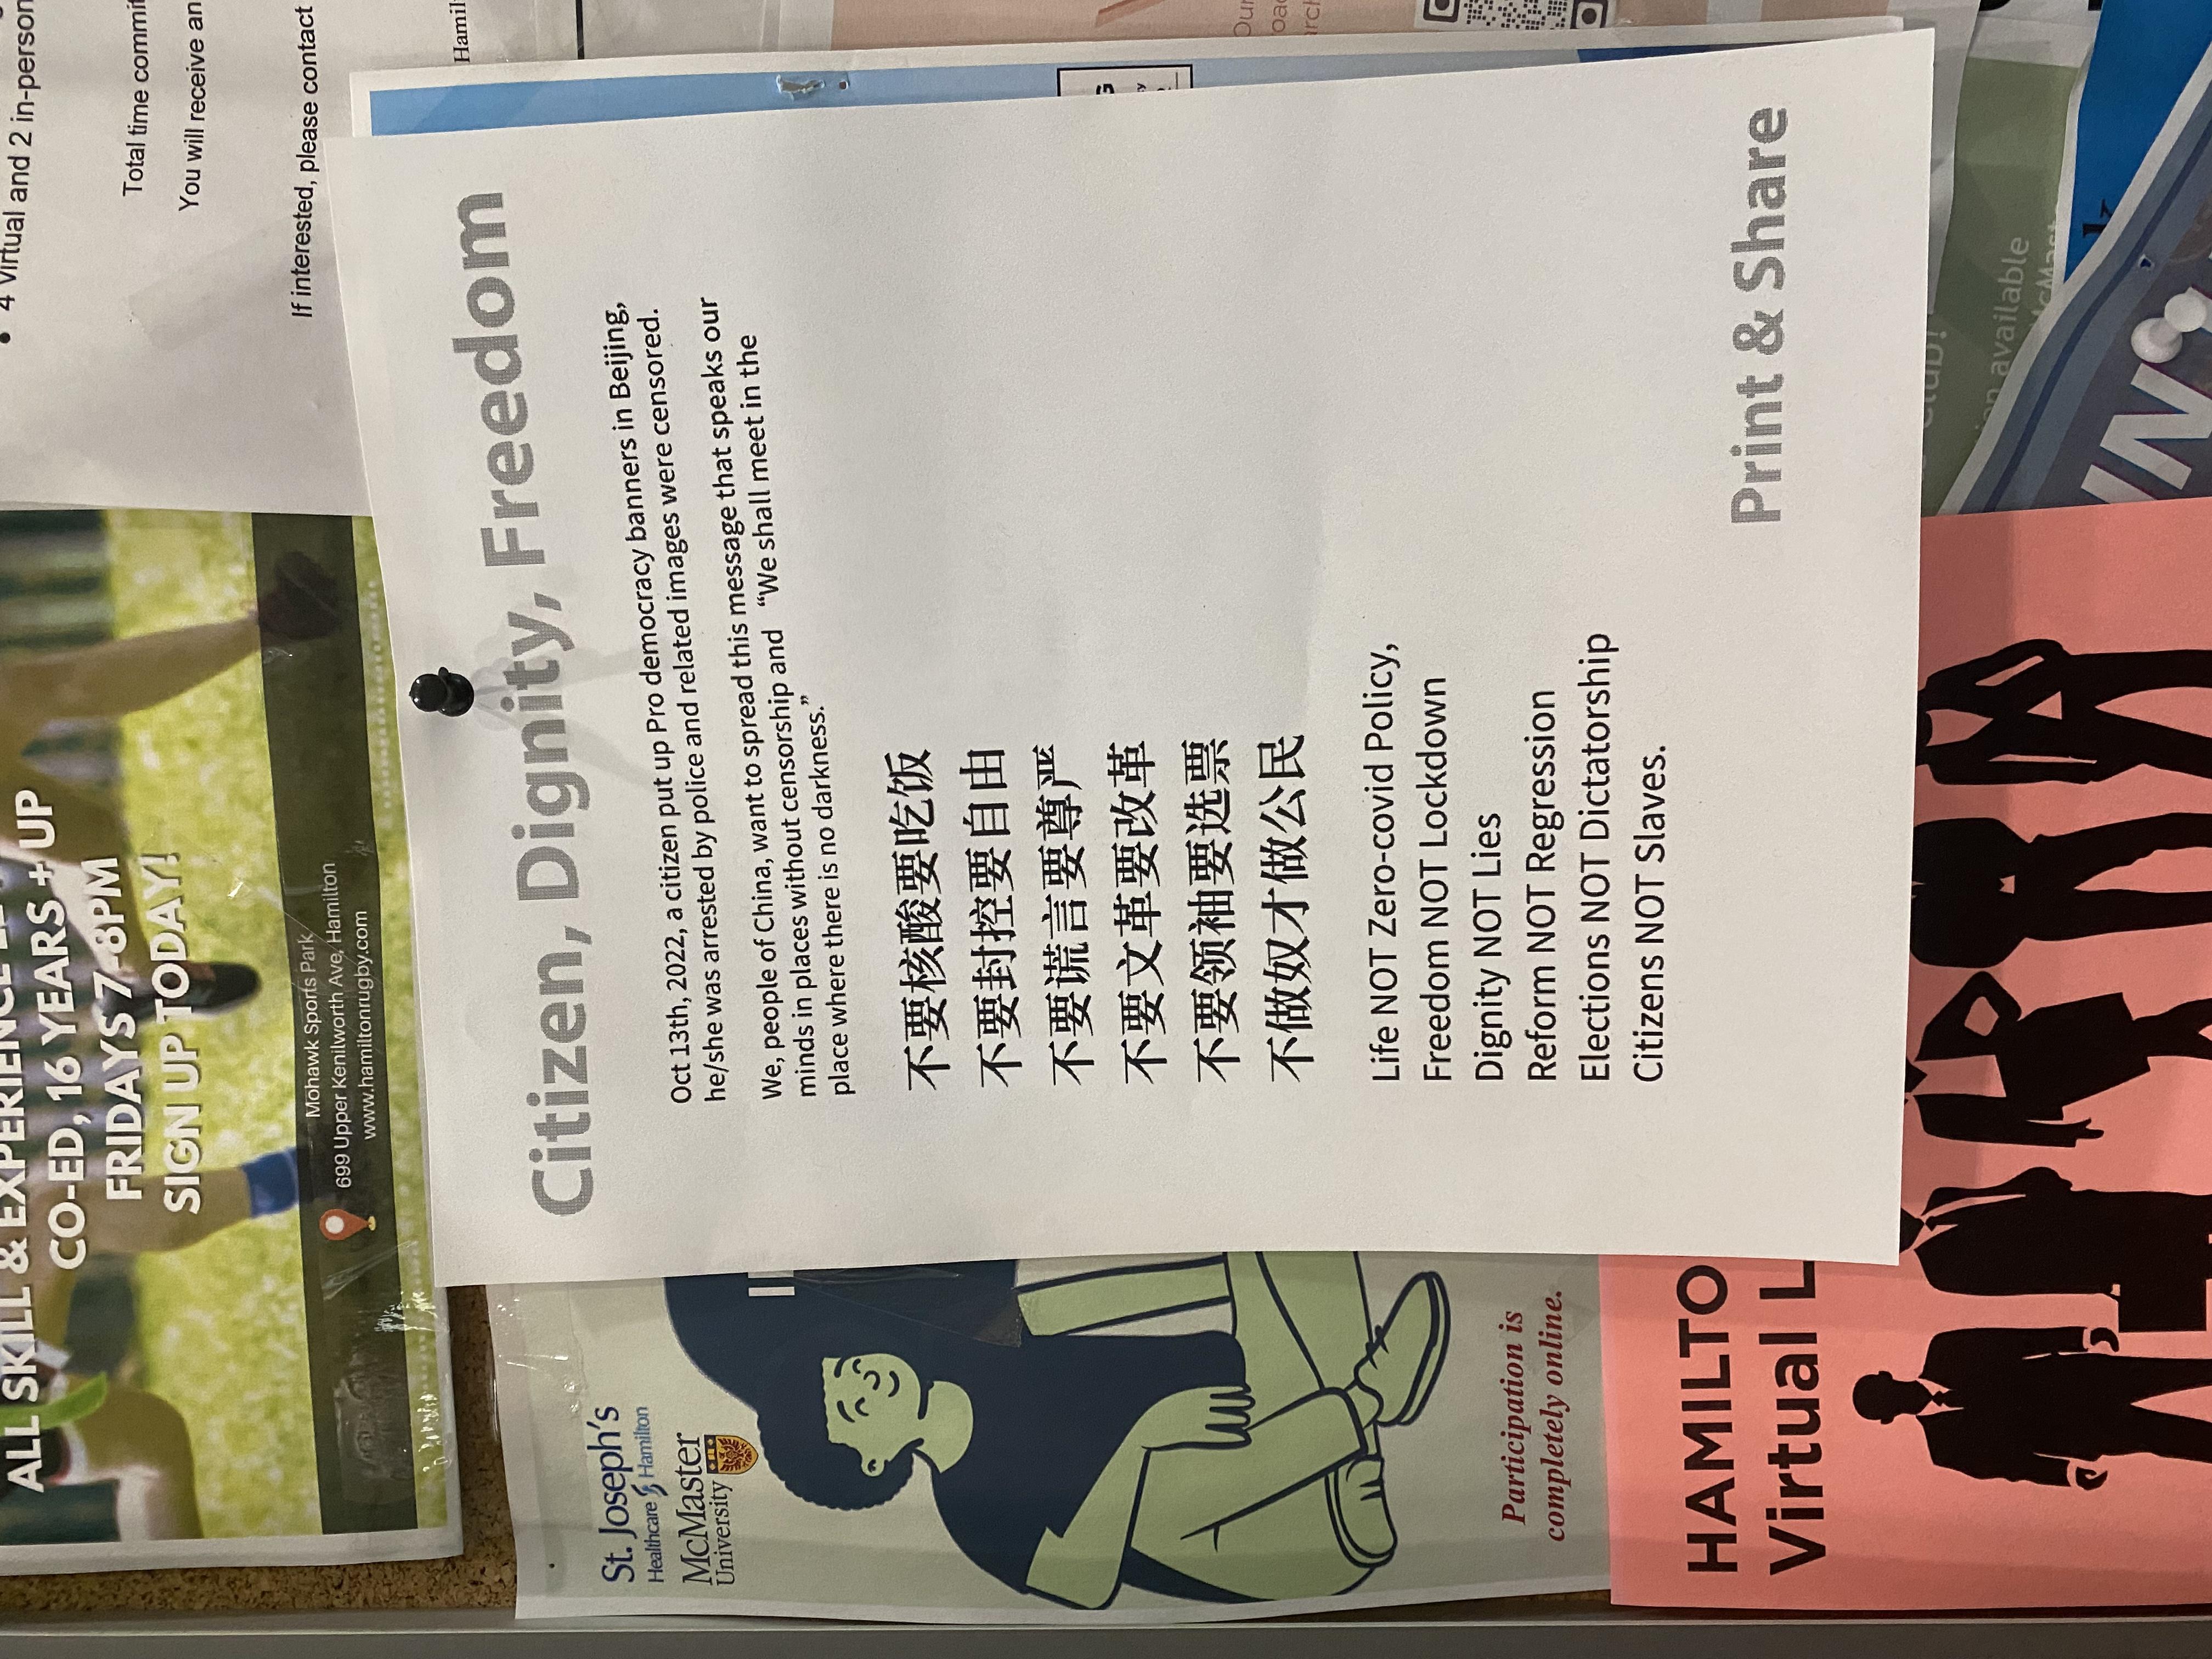 Citizen, Dignity, Freedom
Oct 13th, 2022, a citizen put up Pro democracy banners in Beijing,
he/she was arrested by police and related images were censored.
We, people of China, want to spread this message that speaks our
minds in places without censorship and “We shall meet in the
place where there is no darkness.”
不要核酸要吃饭
不要封控要自由
不要谎言要尊严
不要文革要改革
不要领袖要选票
不做奴才做公民
Life NOT Zero-covid Policy,
Freedom NOT Lockdown
Dignity NOT Lies
Reform NOT Regression
Elections NOT Dictatorship
Citizens NOT Slaves.
Print & Share
ALL SKILL & EXPERIENCE
CO-ED, 16 YEARS + UP
FRIDAYS 7-8PM
SIGN UP TODAY!
Mohawk Sports Park
699 Upper Kenilworth Ave, Hamilton
www.hamiltonrugby.com
• 4 Virtual and 2 in-person
Total time commit
You will receive an
If interested, please contact
Hamil
St. Joseph's
Healthcare Hamilton
McMaster
University
Participation is
completely online.
HAMILTO
Virtual L
available